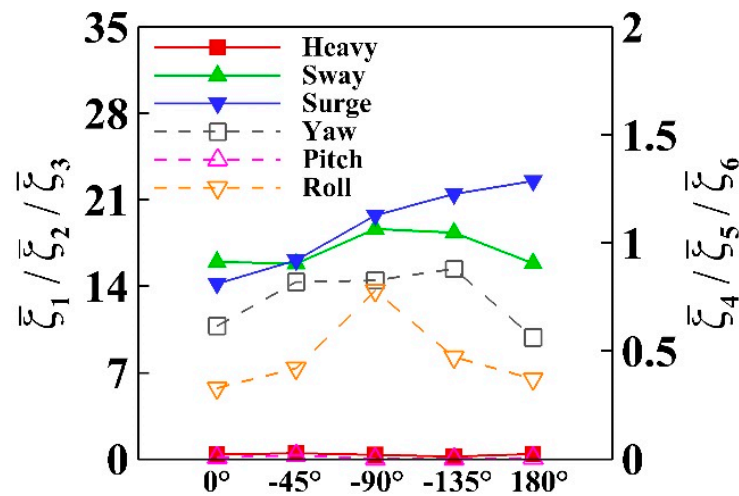 35
28
21
14
7
0
ξ̄₁ / ξ̄₂ / ξ̄₃
Heavy
Sway
Surge
Yaw
Pitch
Roll
2
1.5
1
0.5
0
ξ̄₄ / ξ̄₅ / ξ̄₆
0° -45° -90° -135° 180°